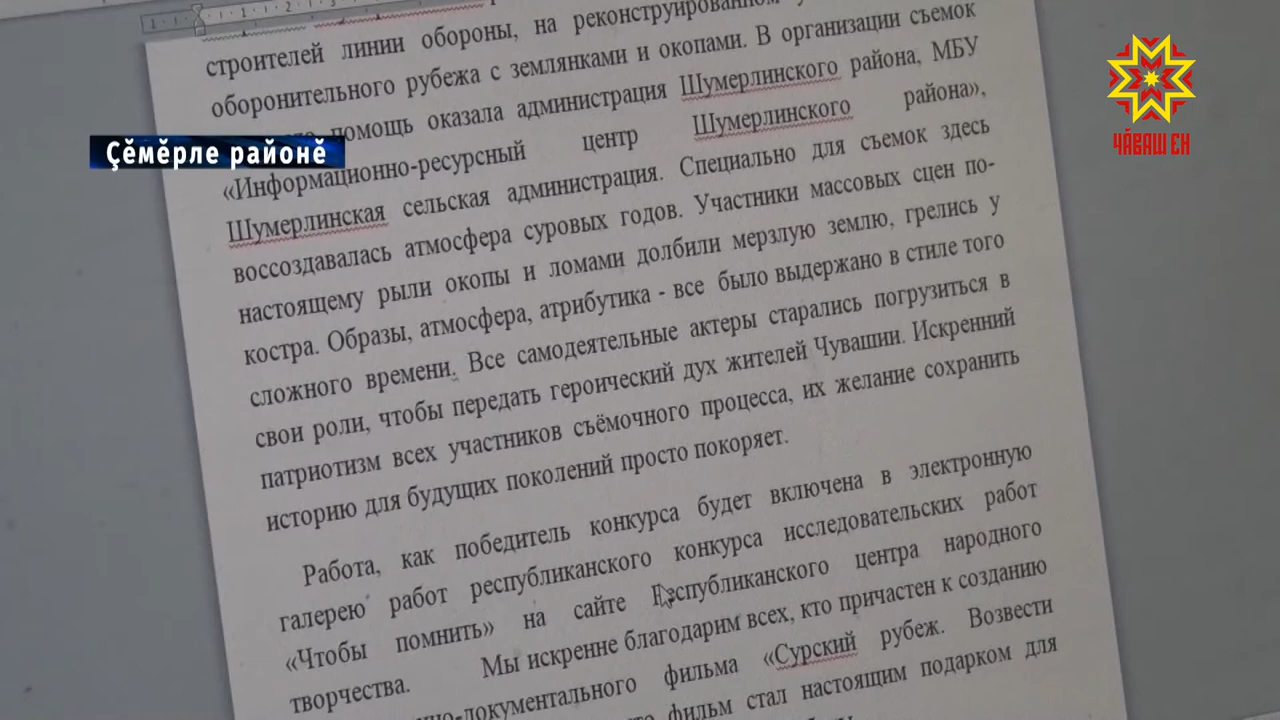 строителей линии обороны, на реконструированном
оборонительного рубежа с землянками и окопами. В организации съемок
помощь оказала администрация Шумерлинского района, МБУ
«Информационно-ресурсный центр Шумерлинского района»,
Шумерлинская сельская администрация. Специально для съемок здесь
воссоздавалась атмосфера суровых годов. Участники массовых сцен по-
настоящему рыли окопы и ломами долбили мерзлую землю, грелись у
костра. Образы, атмосфера, атрибутика - все было выдержано в стиле того
сложного времени. Все самодеятельные актеры старались погрузиться в
свои роли, чтобы передать героический дух жителей Чувашии. Искренний
патриотизм всех участников съёмочного процесса, их желание сохранить
историю для будущих поколений просто покоряет.
Работа, как победитель конкурса будет включена в электронную
галерею работ республиканского конкурса исследовательских работ
«Чтобы помнить» на сайте Республиканского центра народного
творчества. Мы искренне благодарим всех, кто причастен к созданию
фильма «Сурский рубеж. Возвести
фильм стал настоящим подарком для
Ҫӗмӗрле районӗ
ЧӐВАШ ЕН